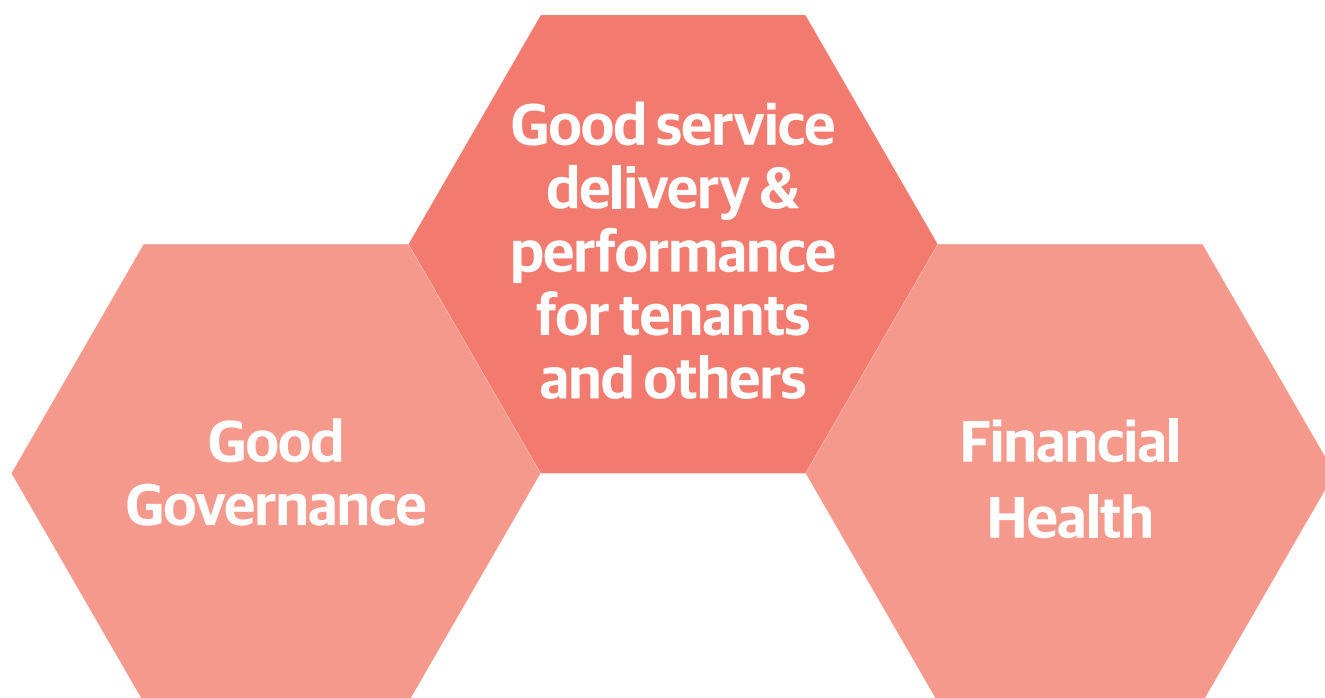 Good service
delivery &
performance
for tenants
and others
Good
Governance
Financial
Health